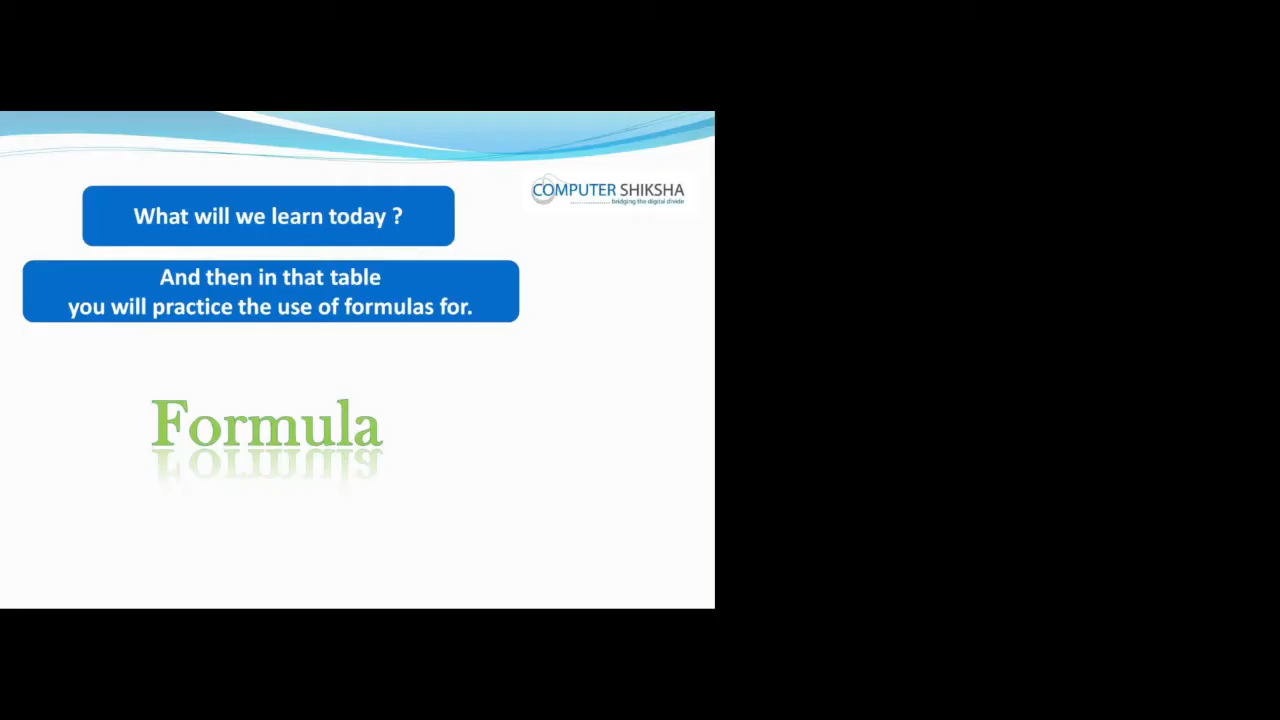 COMPUTER SHIKSHA
bridging the digital divide
What will we learn today ?
And then in that table
you will practice the use of formulas for.
Formula